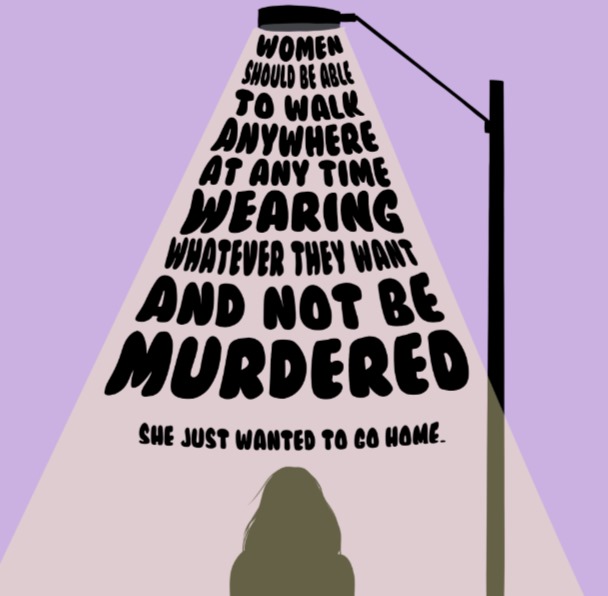 WOMEN
SHOULD BE ABLE
TO WALK
ANYWHERE
AT ANY TIME
WEARING
WHATEVER THEY WANT
AND NOT BE
MURDERED
SHE JUST WANTED TO GO HOME.